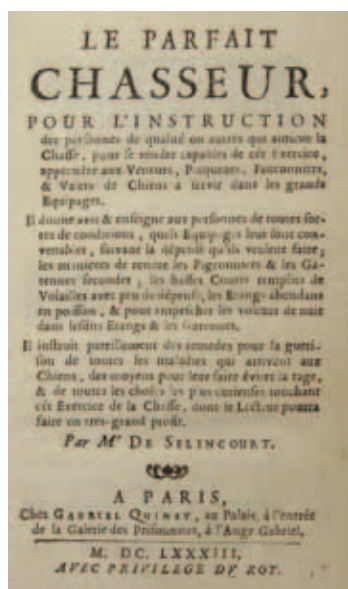 LE PARFAIT
CHASSEUR,
POUR L'INSTRUCTION
des personnes de qualité ou autres qui aiment la
Chasse, pour se rendre capables de cét Exercice,
apprendre aux Veneurs, Piqueurs, Fauconniers,
& Valets de Chiens à servir dans les grands
Equipages.
Il donne avis & enseigne aux personnes de toutes sor-
tes de conditions, quels Equipages leur sont con-
venables, suivant la dépense qu'ils veulent faire;
les manieres de rendre les Pigeonniers & les Ga-
rennes fecondes, les basses Courts remplies de
Volailles avec peu de dépense, les Etangs abondans
en poisson, & pour empescher les voleurs de nuit
dans Etangs & les Garennes.
Il instruit pareillement des remedes pour la gueri-
son de toutes les maladies qui arrivent aux
Chiens, des moyens pour leur faire éviter la rage,
& de toutes les choses les plus curieuses touchant
cét Exercice de la Chasse, dont le Lecteur pourra
faire un tres-grand profit.
Par Mr DE SELINCOURT.
A PARIS,
Chez GABRIEL QUINET, au Palais, à l'entrée
de la Galerie des Prisonniers, à l'Ange Gabriel.
M. DC. LXXXIII.
AVEC PRIVILEGE DV ROY.